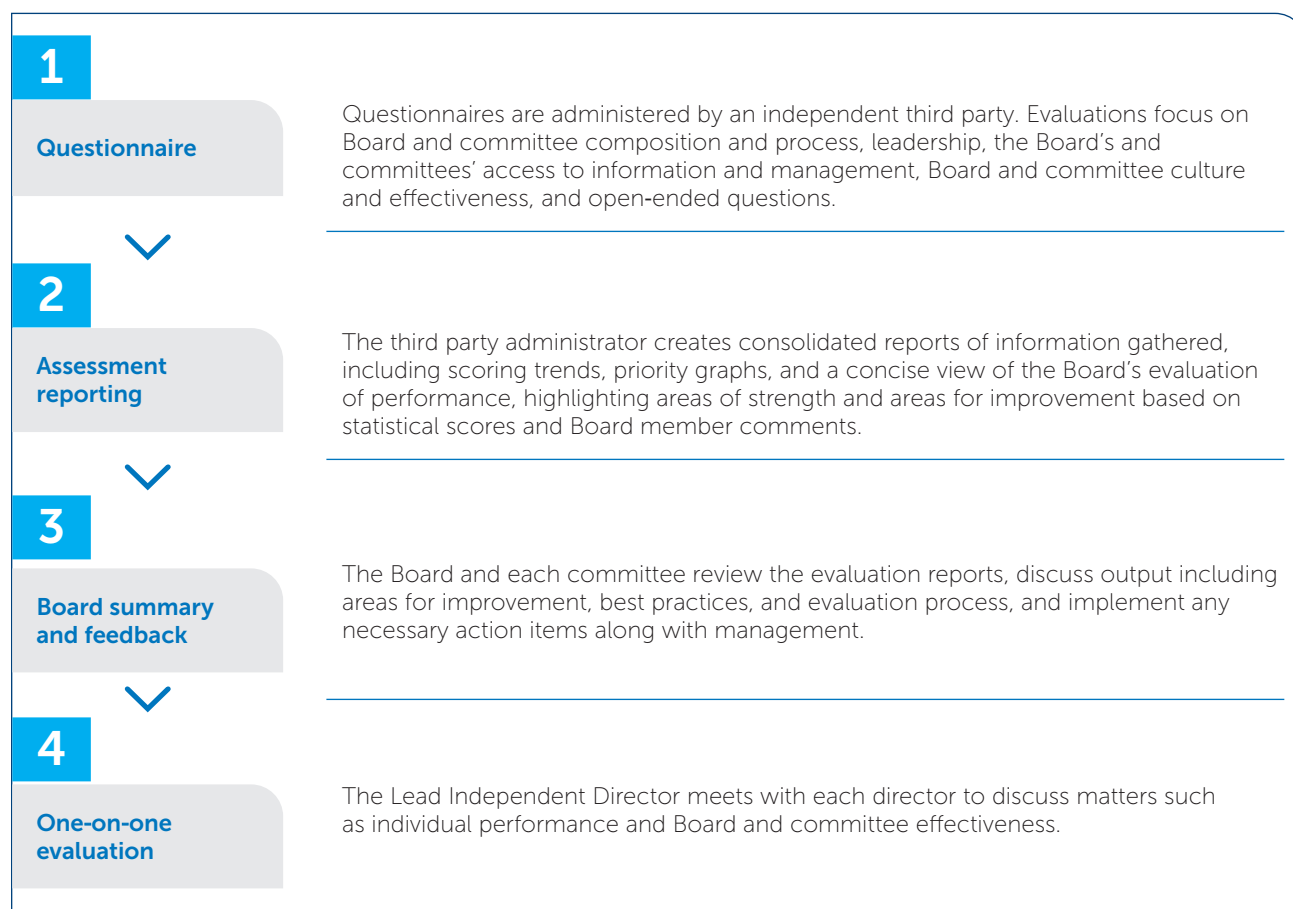 1
Questionnaire
Questionnaires are administered by an independent third party. Evaluations focus on
Board and committee composition and process, leadership, the Board’s and
committees’ access to information and management, Board and committee culture
and effectiveness, and open-ended questions.
2
Assessment
reporting
The third party administrator creates consolidated reports of information gathered,
including scoring trends, priority graphs, and a concise view of the Board’s evaluation
of performance, highlighting areas of strength and areas for improvement based on
statistical scores and Board member comments.
3
Board summary
and feedback
The Board and each committee review the evaluation reports, discuss output including
areas for improvement, best practices, and evaluation process, and implement any
necessary action items along with management.
4
One-on-one
evaluation
The Lead Independent Director meets with each director to discuss matters such
as individual performance and Board and committee effectiveness.